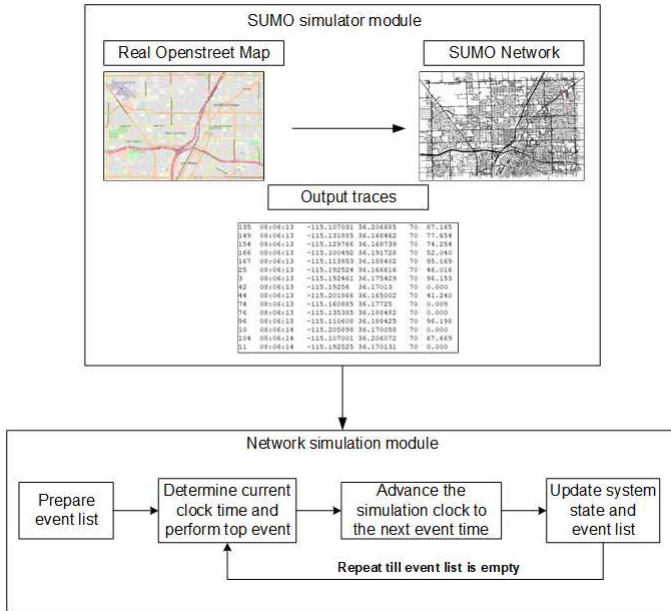 SUMO simulator module
Real Openstreet Map
SUMO Network
Output traces
135 08:06:13 -115.107031 36.206685 70 87.165
149 08:06:13 -115.131885 36.168462 70 77.654
154 08:06:13 -115.129766 36.168739 70 74.254
166 08:06:13 -115.100492 36.191728 70 52.040
167 08:06:13 -115.113953 36.188402 70 95.169
25 08:06:13 -115.192524 36.166616 70 46.016
3 08:06:13 -115.192461 36.175429 70 96.153
42 08:06:13 -115.19256 36.17013 70 0.000
44 08:06:13 -115.201866 36.165002 70 41.240
74 08:06:13 -115.160885 36.17725 70 0.009
76 08:06:13 -115.135385 36.188482 70 0.000
96 08:06:13 -115.110608 36.188425 70 96.198
10 08:06:14 -115.205898 36.170058 70 0.000
104 08:06:14 -115.107001 36.206072 70 67.669
11 08:06:14 -115.192525 36.170131 70 0.000
Network simulation module
Prepare
event list
Determine current
clock time and
perform top event
Advance the
simulation clock to
the next event time
Update system
state and
event list
Repeat till event list is empty